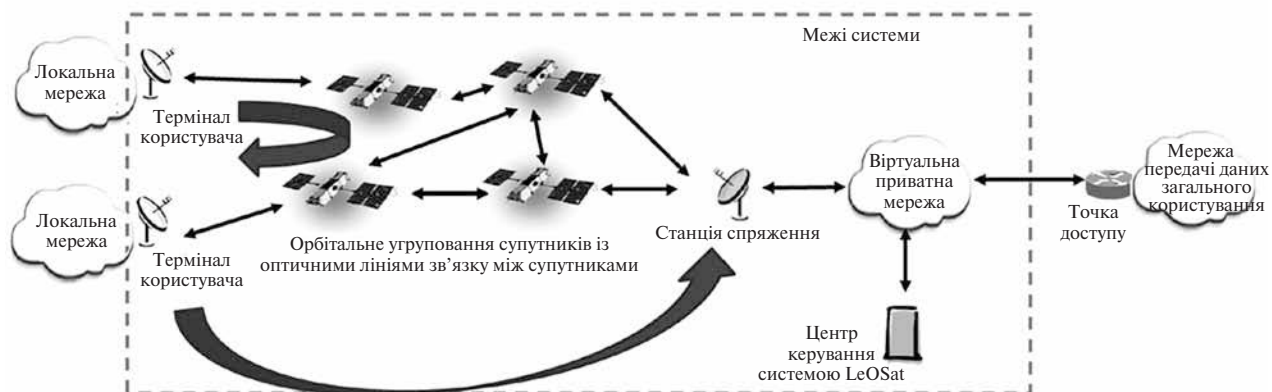 Межі системи
Локальна
мережа
Термінал
користувача
Локальна
мережа
Термінал
користувача
Орбітальне угруповання супутників із
оптичними лініями зв’язку між супутниками
Станція спряження
Віртуальна
приватна
мережа
Центр
керування
системою LeOSat
Точка
доступу
Мережа
передачі даних
загального
користування